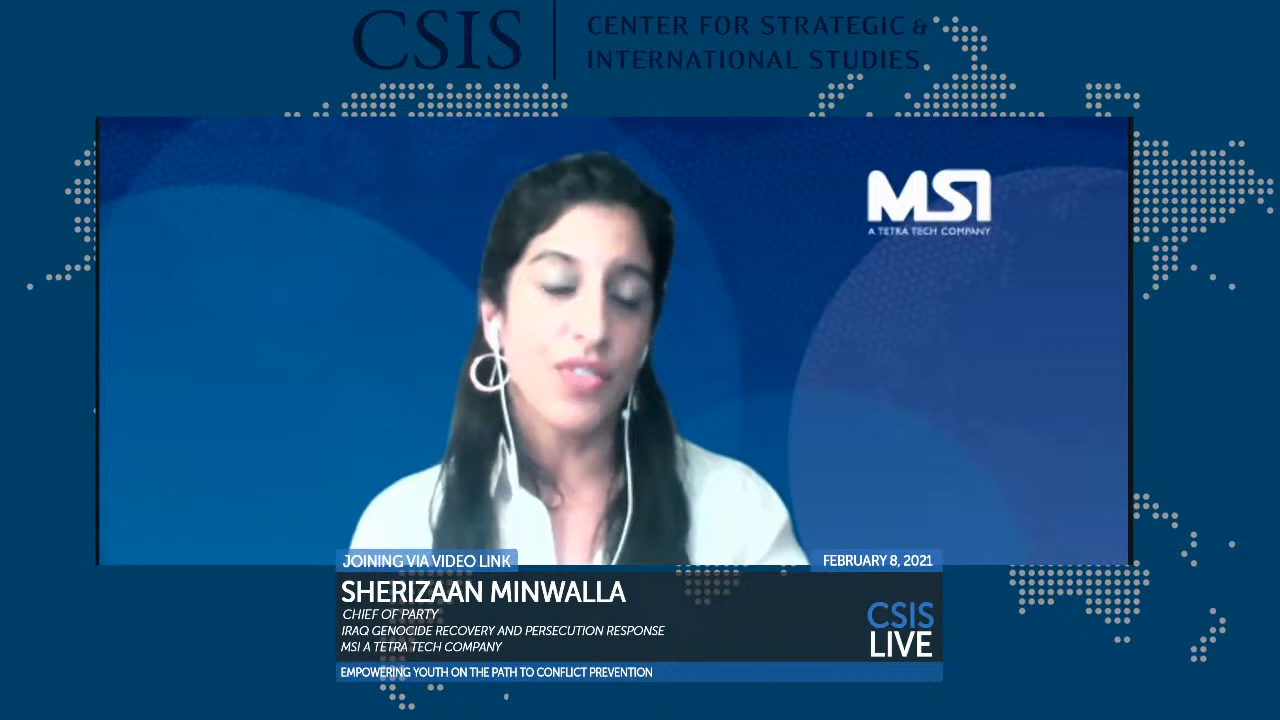 CSIS
CENTER FOR STRATEGIC &
INTERNATIONAL STUDIES
MSI
A TETRA TECH COMPANY
JOINING VIA VIDEO LINK
FEBRUARY 8, 2021
SHERIZAAN MINWALLA
CHIEF OF PARTY
IRAQ GENOCIDE RECOVERY AND PERSECUTION RESPONSE
MSI A TETRA TECH COMPANY
CSIS
LIVE
EMPOWERING YOUTH ON THE PATH TO CONFLICT PREVENTION